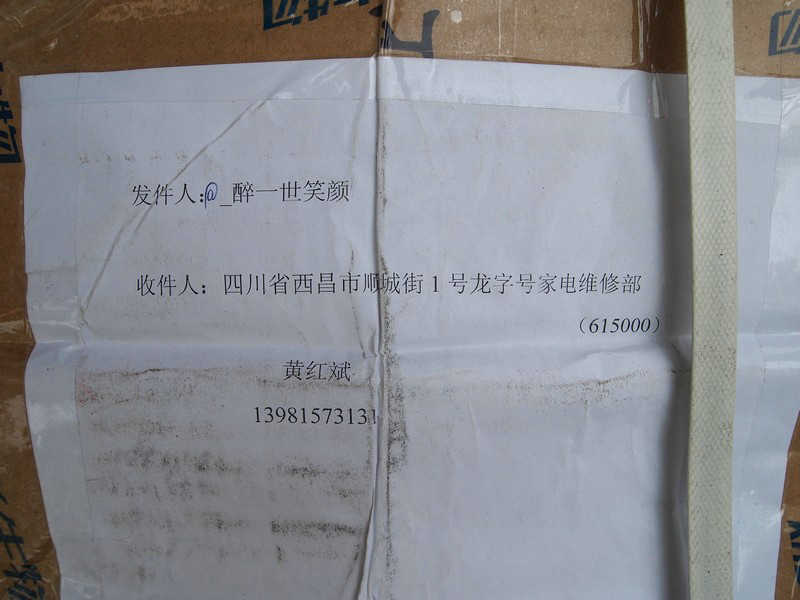 发件人:@_醉一世笑颜
收件人：四川省西昌市顺城街1号龙字号家电维修部
（615000）
黄红斌
13981573131